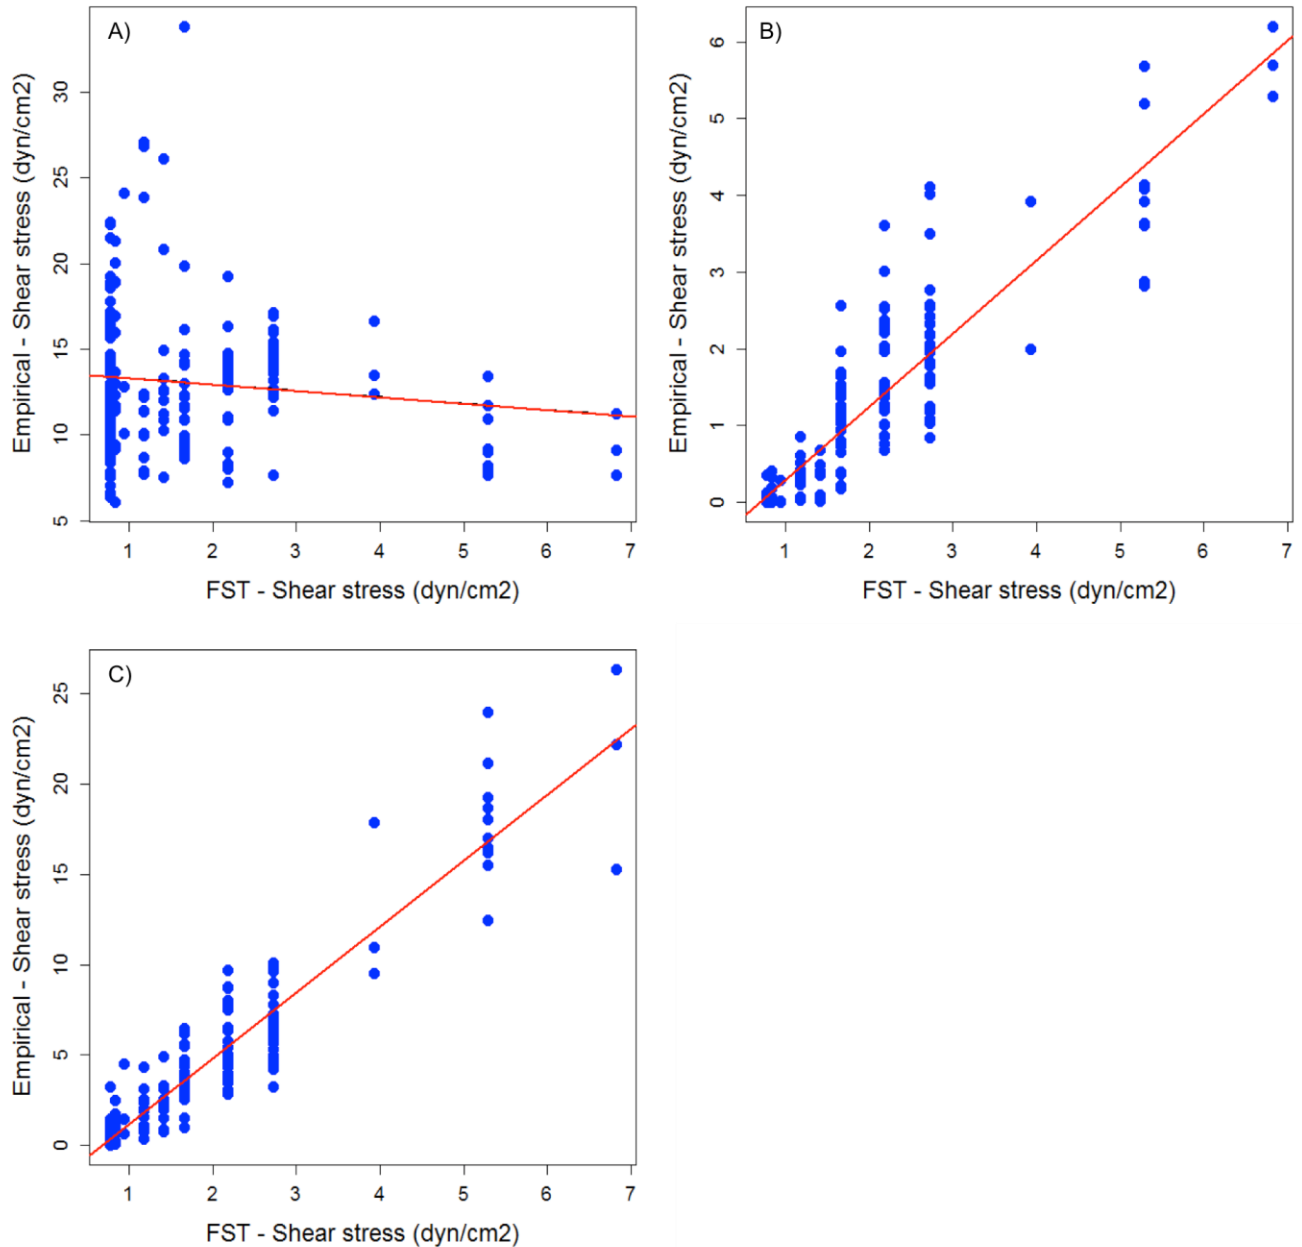 A)
Empirical - Shear stress (dyn/cm2)
30
25
20
15
10
5
1 2 3 4 5 6 7
FST - Shear stress (dyn/cm2)
B)
Empirical - Shear stress (dyn/cm2)
6
5
4
3
2
1
0
1 2 3 4 5 6 7
FST - Shear stress (dyn/cm2)
C)
Empirical - Shear stress (dyn/cm2)
25
20
15
10
5
0
1 2 3 4 5 6 7
FST - Shear stress (dyn/cm2)